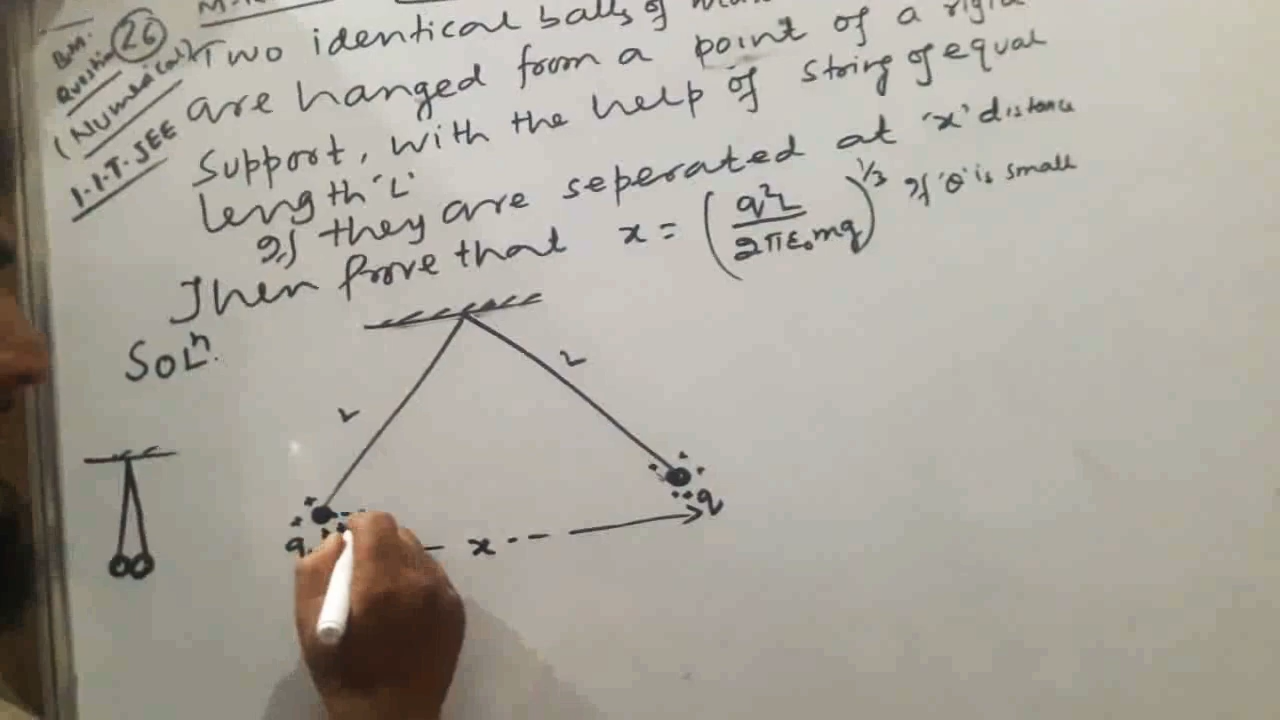 Question 26
(Numerical)
I.I.T. JEE
Two identical balls of
are hanged from a point of a
Support, with the help of string of equal
length 'L'
If they are seperated at 'x' distance
Then Prove that x = (q²L / 2πε₀mg)^1/3 If 'θ' is small
SOLⁿ.
L
L
q
q
x